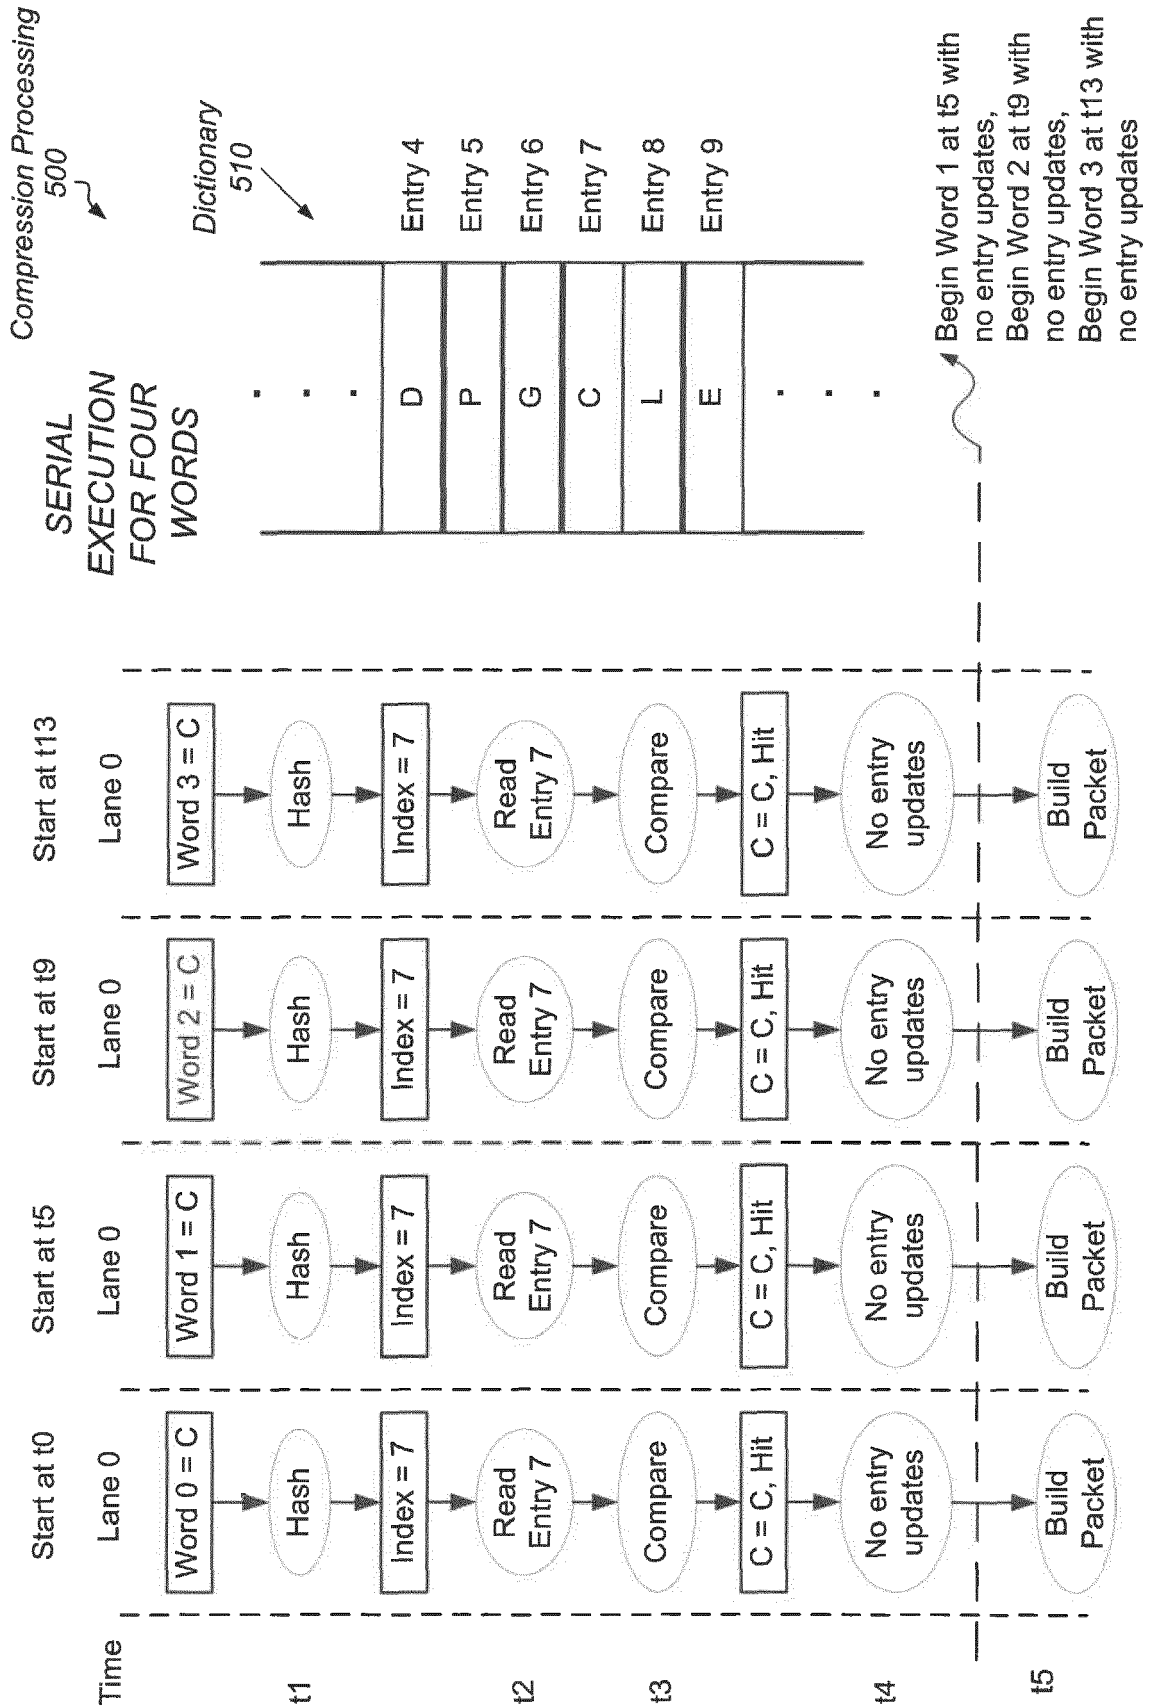 Compression Processing
500
SERIAL
EXECUTION
FOR FOUR
WORDS
Dictionary
510
D
Entry 4
P
Entry 5
G
Entry 6
C
Entry 7
L
Entry 8
E
Entry 9
Begin Word 1 at t5 with
no entry updates,
Begin Word 2 at t9 with
no entry updates,
Begin Word 3 at t13 with
no entry updates
Time
t1
t2
t3
t4
t5
Start at t0
Lane 0
Word 0 = C
Hash
Index = 7
Read
Entry 7
Compare
C = C, Hit
No entry
updates
Build
Packet
Start at t5
Lane 0
Word 1 = C
Hash
Index = 7
Read
Entry 7
Compare
C = C, Hit
No entry
updates
Build
Packet
Start at t9
Lane 0
Word 2 = C
Hash
Index = 7
Read
Entry 7
Compare
C = C, Hit
No entry
updates
Build
Packet
Start at t13
Lane 0
Word 3 = C
Hash
Index = 7
Read
Entry 7
Compare
C = C, Hit
No entry
updates
Build
Packet